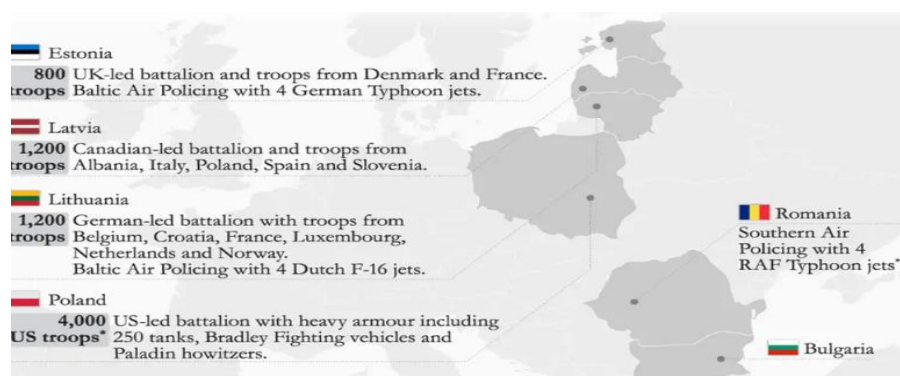 Estonia
800 UK-led battalion and troops from Denmark and France.
troops Baltic Air Policing with 4 German Typhoon jets.
Latvia
1,200 Canadian-led battalion and troops from
troops Albania, Italy, Poland, Spain and Slovenia.
Lithuania
1,200 German-led battalion with troops from
troops Belgium, Croatia, France, Luxembourg,
Netherlands and Norway.
Baltic Air Policing with 4 Dutch F-16 jets.
Poland
4,000 US-led battalion with heavy armour including
US troops* 250 tanks, Bradley Fighting vehicles and
Paladin howitzers.
Romania
Southern Air
Policing with 4
RAF Typhoon jets*
Bulgaria